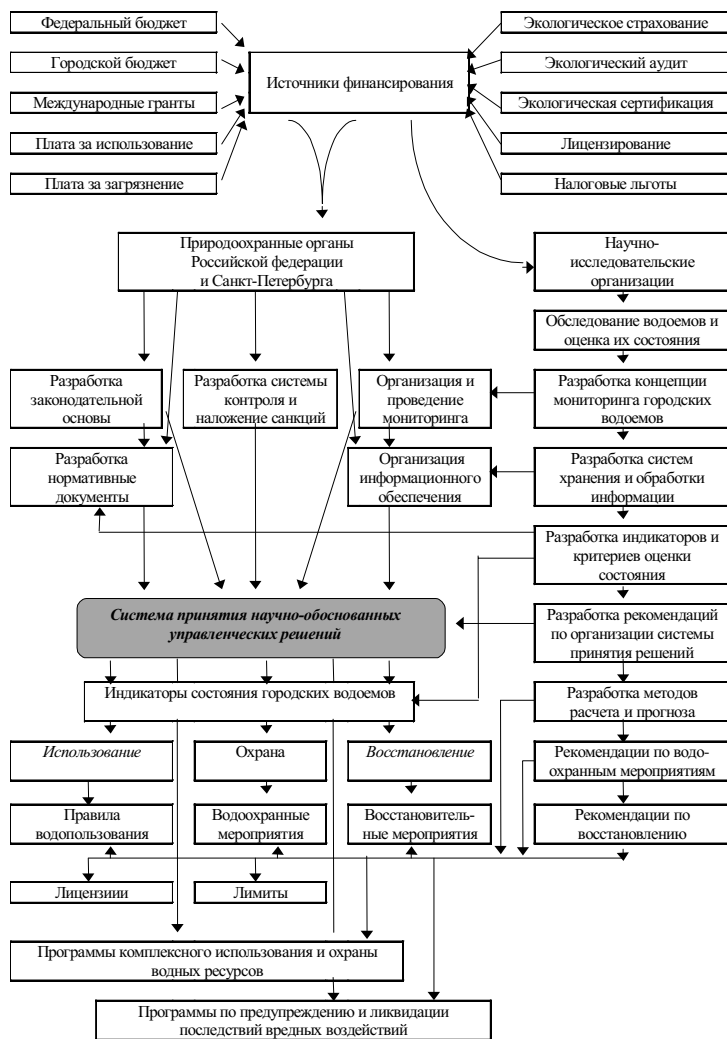 Федеральный бюджет
Экологическое страхование
Городской бюджет
Источники финансирования
Экологический аудит
Международные гранты
Экологическая сертификация
Плата за использование
Лицензирование
Плата за загрязнение
Налоговые льготы
Природоохранные органы
Российской федерации
и Санкт-Петербурга
Научно-
исследовательские
организации
Обследование водоемов и
оценка их состояния
Разработка
законодательной
основы
Разработка системы
контроля и
наложение санкций
Организация и
проведение
мониторинга
Разработка концепции
мониторинга городских
водоемов
Разработка
нормативные
документы
Организация
информационного
обеспечения
Разработка систем
хранения и обработки
информации
Разработка индикаторов и
критериев оценки
состояния
Система принятия научно-обоснованных
управленческих решений
Разработка рекомендаций
по организации системы
принятия решений
Индикаторы состояния городских водоемов
Разработка методов
расчета и прогноза
Использование
Охрана
Восстановление
Рекомендации по водо-
охранным мероприятиям
Правила
водопользования
Водоохранные
мероприятия
Восстановитель-
ные мероприятия
Рекомендации по
восстановлению
Лицензиии
Лимиты
Программы комплексного использования и охраны
водных ресурсов
Программы по предупреждению и ликвидации
последствий вредных воздействий